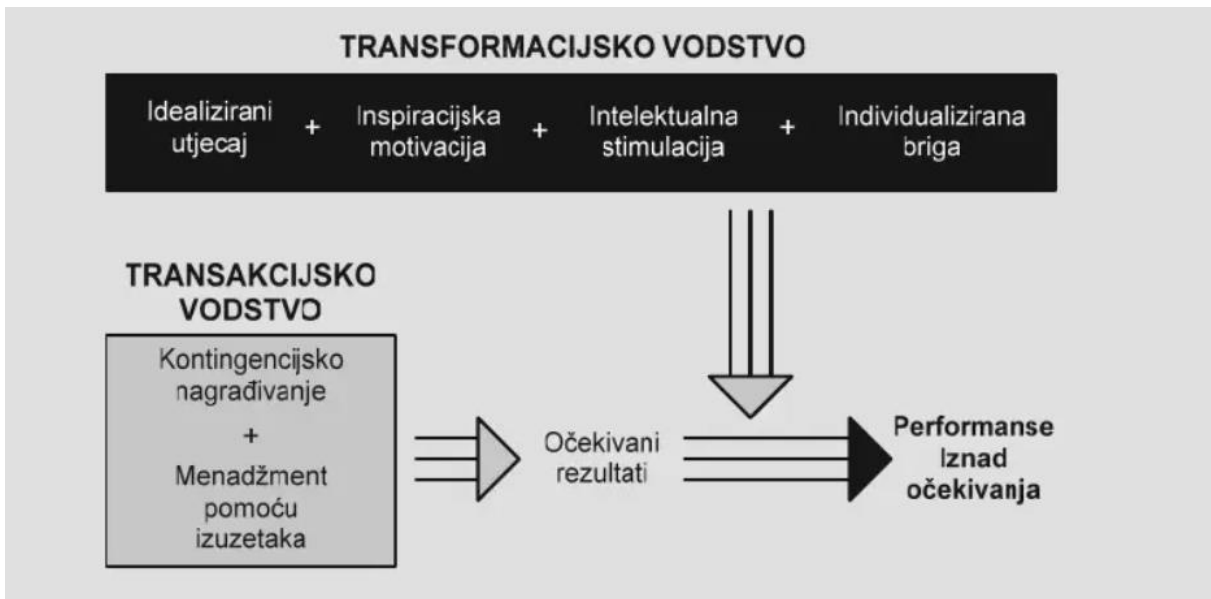 TRANSFORMACIJSKO VODSTVO
Idealizirani
utjecaj
+
Inspiracijska
motivacija
+
Intelektualna
stimulacija
+
Individualizirana
briga
TRANSAKCIJSKO
VODSTVO
Kontingencijsko
nagrađivanje
+
Menadžment
pomoću
izuzetaka
Očekivani
rezultati
Performanse
Iznad
očekivanja